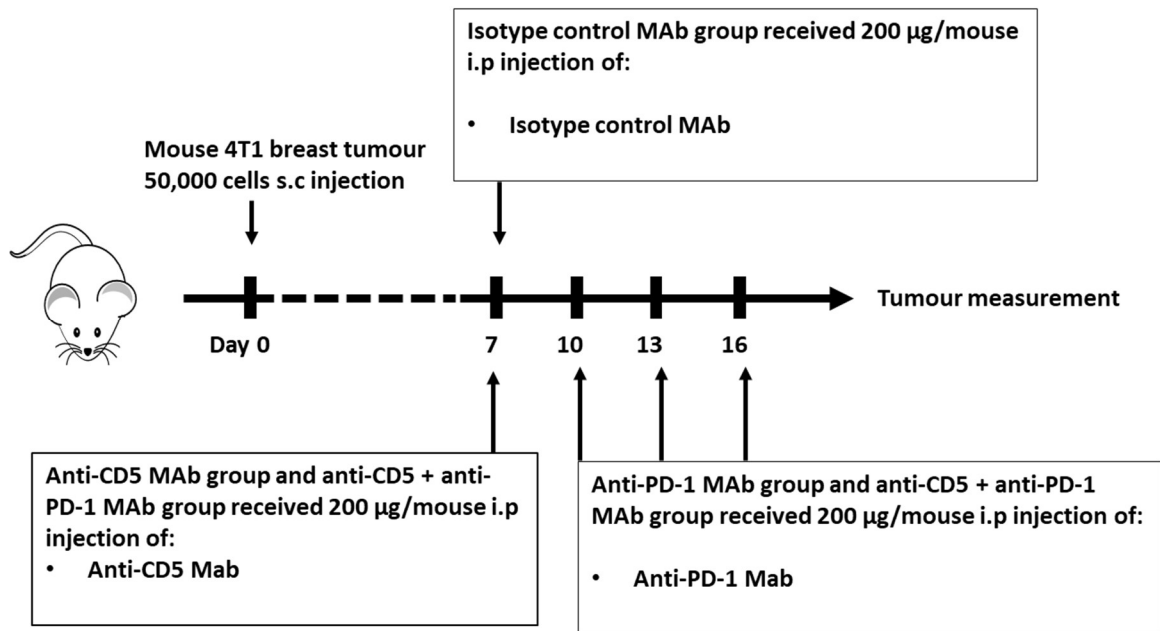 Isotype control MAb group received 200 µg/mouse
i.p injection of:
• Isotype control MAb
Mouse 4T1 breast tumour
50,000 cells s.c injection
Tumour measurement
Day 0
7
10
13
16
Anti-CD5 MAb group and anti-CD5 + anti-
PD-1 MAb group received 200 µg/mouse i.p
injection of:
• Anti-CD5 Mab
Anti-PD-1 MAb group and anti-CD5 + anti-PD-1
MAb group received 200 µg/mouse i.p injection of:
• Anti-PD-1 Mab